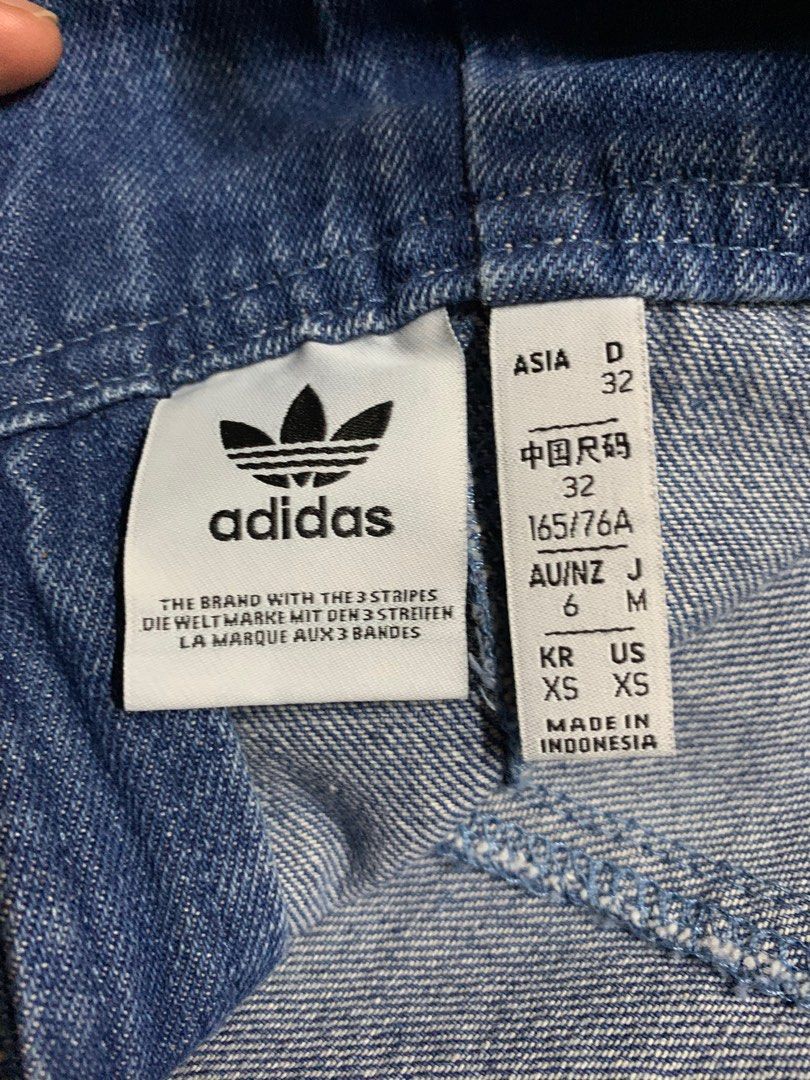 adidas
THE BRAND WITH THE 3 STRIPES
DIE WELTMARKE MIT DEN 3 STREIFEN
LA MARQUE AUX 3 BANDES
ASIA D
32
中国尺码
32
165/76A
AU/NZ J
6 M
KR US
XS XS
MADE IN
INDONESIA